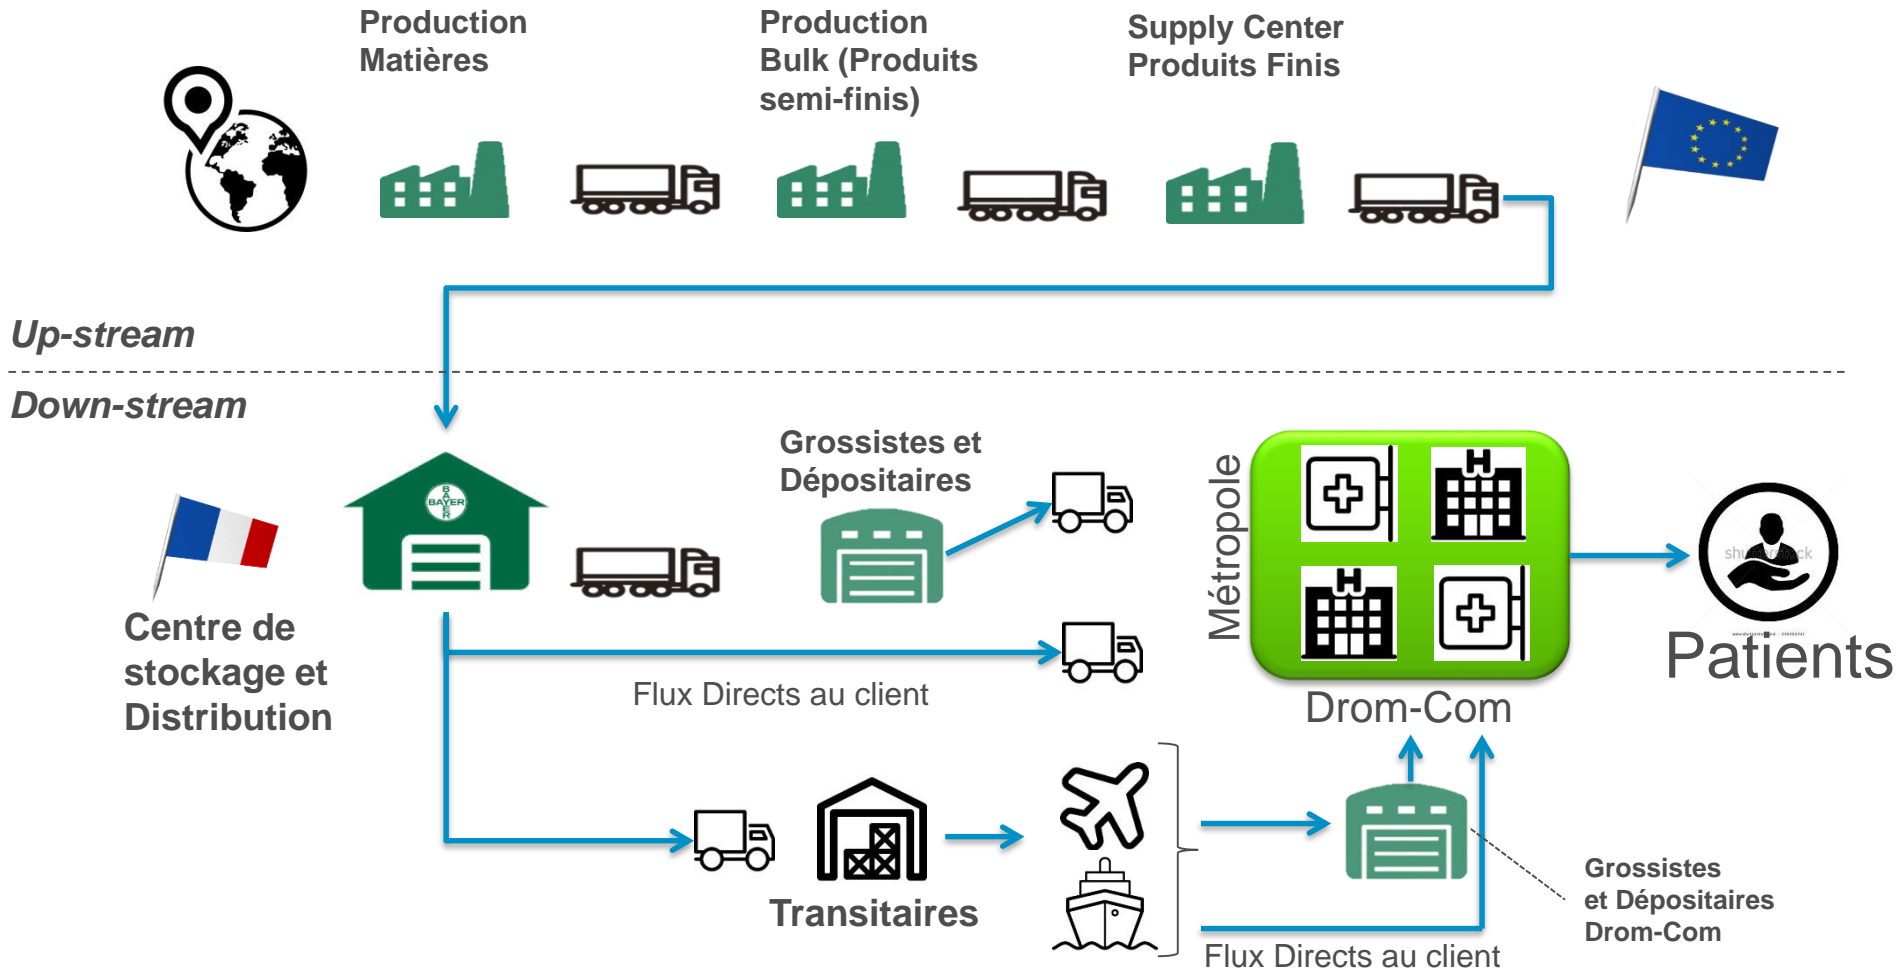 Production
Matières
Production
Bulk (Produits
semi-finis)
Supply Center
Produits Finis
Up-stream
Down-stream
BAYER
BAYER
Centre de
stockage et
Distribution
Grossistes et
Dépositaires
Flux Directs au client
Métropole
H
H
Drom-Com
shutterstock
Patients
Transitaires
Flux Directs au client
Grossistes
et Dépositaires
Drom-Com